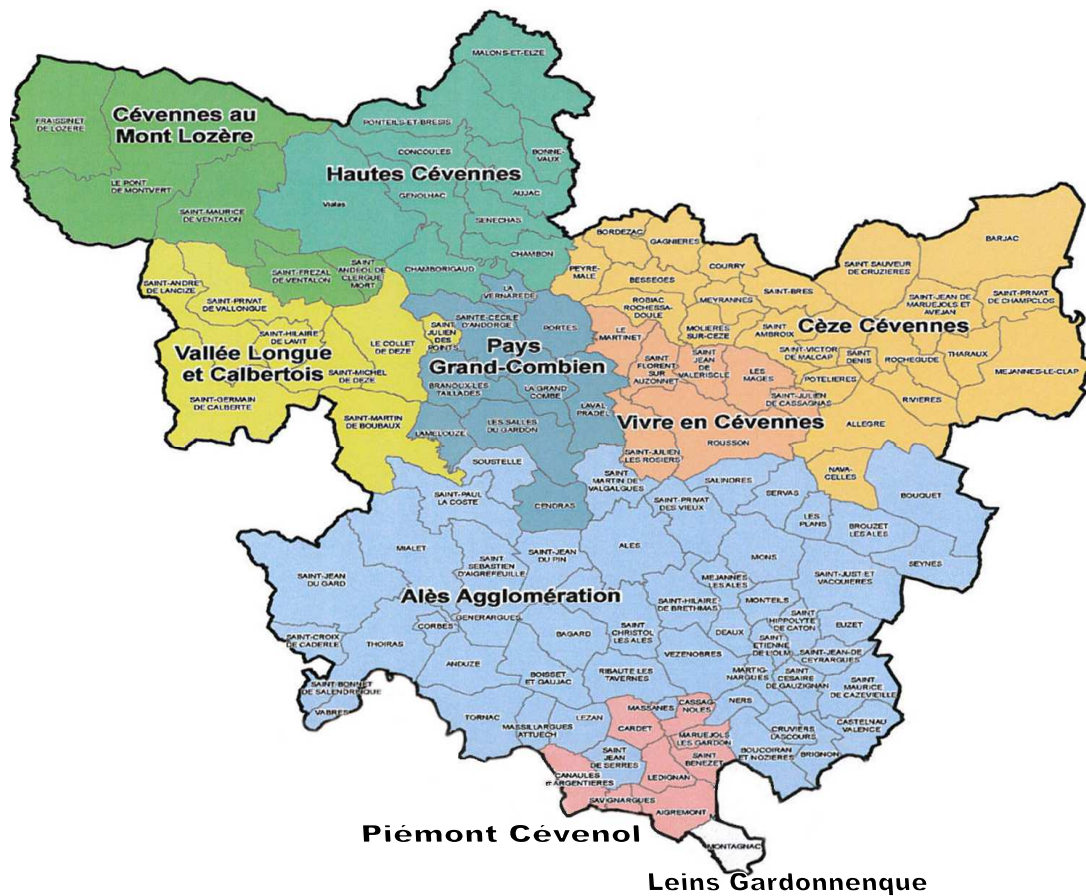 MALONS-ET-ELZE
Cévennes au
Mont Lozère
FRAISSINET
DE LOZERE
PONTEILS-ET-BRESIS
CONCOULES
BONNE-
VAUX
Hautes Cévennes
LE PONT
DE MONTVERT
GENOLHAC
AUJAC
Vialas
SAINT-MAURICE
DE VENTALON
SENECHAS
CHAMBON
CHAMBORIGAUD
SAINT-FREZAL
DE VENTALON
SAINT
ANDEOL DE
CLERGUE
MORT
SAINT-ANDRE
DE LANCIZE
SAINT-PRIVAT
DE VALLONGUE
SAINT-HILAIRE
DE LAVIT
LE COLLET
DE DEZE
Vallée Longue
et Calbertois
SAINT-MICHEL
DE DEZE
SAINT-GERMAIN
DE CALBERTE
SAINT-MARTIN
DE BOUBAUX
SAINT
JULIEN
DES
POINTS
LA
VERNAREDE
SAINTE-CECILE
D'ANDORGE
PORTES
Pays
Grand-Combien
BRANOUX-LES
TAILLADES
LA GRAND
COMBE
LAVAL
PRADEL
LES SALLES
DU GARDON
LAMELOUZE
CENDRAS
BORDEZAC
GAGNIERES
PEYRE-
MALE
BESSEGES
COURRY
ROBIAC
ROCHESSA-
DOULE
MEYRANNES
SAINT-BRES
MOLIERES
SUR-CEZE
SAINT
AMBROIX
SAINT-SAUVEUR
DE CRUZIERES
BARJAC
SAINT-JEAN DE
MARUEJOLS ET
AVEJAN
SAINT-PRIVAT
DE CHAMPCLOS
Cèze Cévennes
SAINT-VICTOR
DE MALCAP
SAINT
DENIS
ROCHEGUDE
THARAUX
MEJANNES-LE-CLAP
POTELIERES
RIVIERES
ALLEGRE
NAVA-
CELLES
LE
MARTINET
SAINT
FLORENT
SUR
AUZONNET
SAINT
JEAN
DE
VALERISCLE
LES
MAGES
SAINT-JULIEN
DE CASSAGNAS
Vivre en Cévennes
ROUSSON
SAINT-JULIEN
LES ROSIERS
SOUSTELLE
SAINT
MARTIN DE
VALGALGUES
SALINDRES
SAINT-PAUL
LA COSTE
SAINT-PRIVAT
DES VIEUX
SERVAS
BOUQUET
LES
PLANS
BROUZET
LES ALES
MIALET
SAINT
SEBASTIEN
D'AIGREFEUILLE
SAINT-JEAN
DU PIN
ALES
MONS
SEYNES
SAINT-JEAN
DU GARD
SAINT-JUST ET
VACQUIERES
MEJANNES
LES ALES
Alès Agglomération
SAINT-HILAIRE
DE BRETHMAS
MONTEILS
SAINT
HIPPOLYTE
DE CATON
EUZET
GENERARGUES
CORBES
SAINT-CROIX
DE CADERLE
THOIRAS
BAGARD
SAINT
CHRISTOL
LES ALES
DEAUX
SAINT
ETIENNE
DE L'OLM
SAINT-JEAN-DE
CEYRARGUES
VEZENOBRES
ANDUZE
BOISSET
ET GAUJAC
RIBAUTE LES
TAVERNES
MARTIG-
NARGUES
SAINT
CESAIRE
DE GAUZIGNAN
SAINT
MAURICE
DE CAZEVIEILLE
SAINT-BONNET
DE SALENDRINQUE
VABRES
TORNAC
MASSILLARGUES
ATTUECH
LEZAN
MASSANES
CASSAG-
NOLES
NERS
CARDET
MARUEJOLS
LES GARDON
CRUVIERS
LASCOURS
CASTELNAU
VALENCE
BOUCOIRAN
ET NOZIERES
BRIGNON
SAINT
JEAN
DE SERRES
SAINT
BENEZET
CANAULES
ET ARGENTIERES
LEDIGNAN
SAVIGNARGUES
AIGREMONT
Piémont Cévenol
MONTAGNAC
Leins Gardonnenque